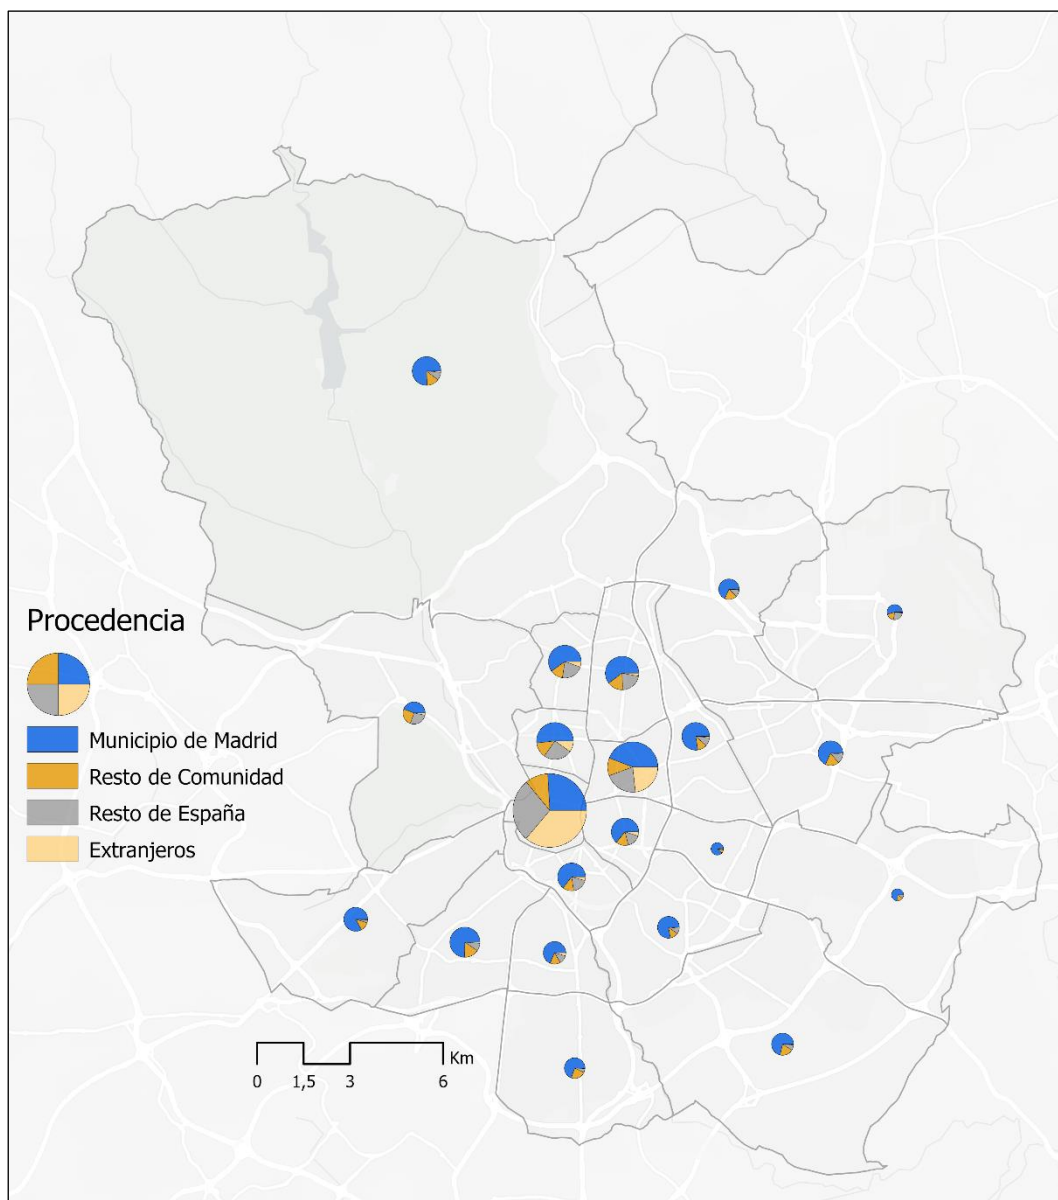 Procedencia
Municipio de Madrid
Resto de Comunidad
Resto de España
Extranjeros
Km
0 1,5 3 6